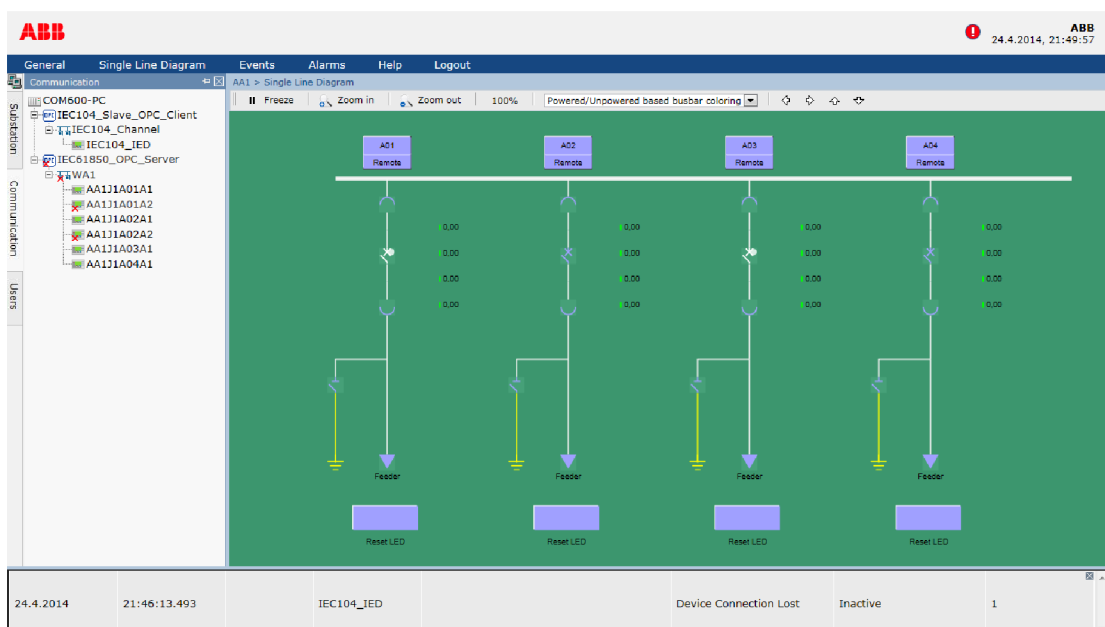 ABB
ABB
24.4.2014, 21:49:57
General Single Line Diagram Events Alarms Help Logout
Communication
AA1 > Single Line Diagram
Freeze Zoom in Zoom out 100% Powered/Unpowered based busbar coloring
Substation
Communication
Users
COM600-PC
IEC104_Slave_OPC_Client
IEC104_Channel
IEC104_IED
IEC61850_OPC_Server
WA1
AA1J1A01A1
AA1J1A01A2
AA1J1A02A1
AA1J1A02A2
AA1J1A03A1
AA1J1A04A1
A01 A02 A03 A04
Remote Remote Remote Remote
0,00 0,00 0,00 0,00
0,00 0,00 0,00 0,00
0,00 0,00 0,00 0,00
0,00 0,00 0,00 0,00
Feeder Feeder Feeder Feeder
Reset LED Reset LED Reset LED Reset LED
24.4.2014 21:46:13.493 IEC104_IED Device Connection Lost Inactive 1